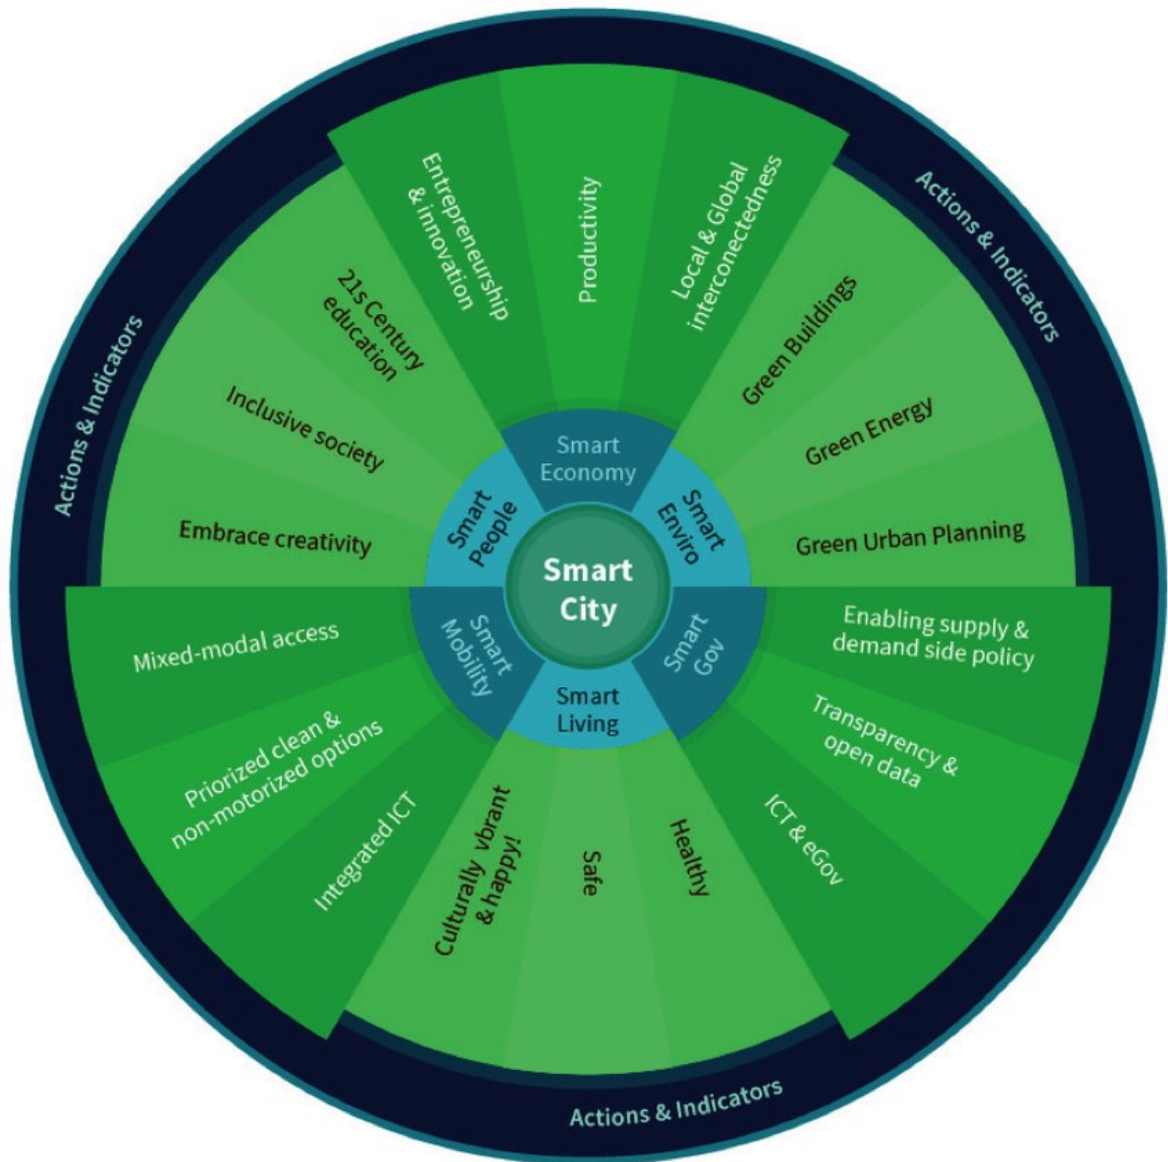 Smart
City
Smart
Economy
Entrepreneurship
& innovation
Productivity
Local & Global
interconectedness
Smart
Enviro
Green Buildings
Green Energy
Green Urban Planning
Smart
Gov
Enabling supply &
demand side policy
Transparency &
open data
ICT & eGov
Smart
Living
Healthy
Safe
Culturally vbrant
& happy!
Smart
Mobility
Integrated ICT
Priorized clean &
non-motorized options
Mixed-modal access
Smart
People
Embrace creativity
Inclusive society
21s Century
education
Actions & Indicators
Actions & Indicators
Actions & Indicators